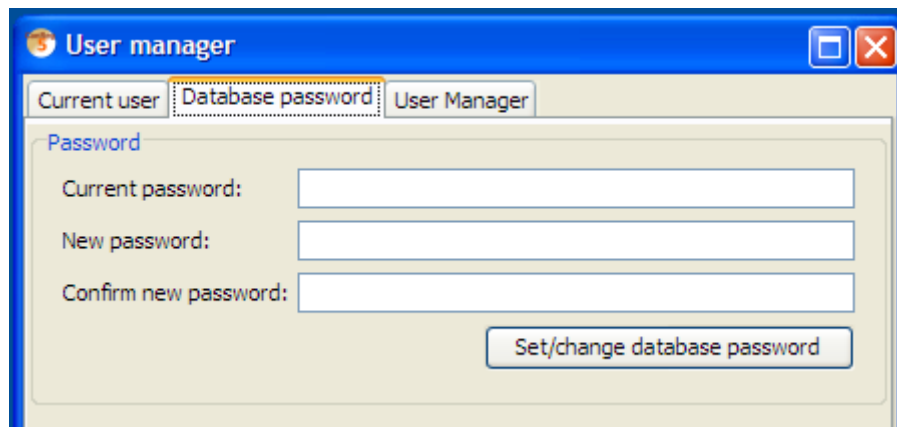 User manager
Current user Database password User Manager
Password
Current password:
New password:
Confirm new password:
Set/change database password